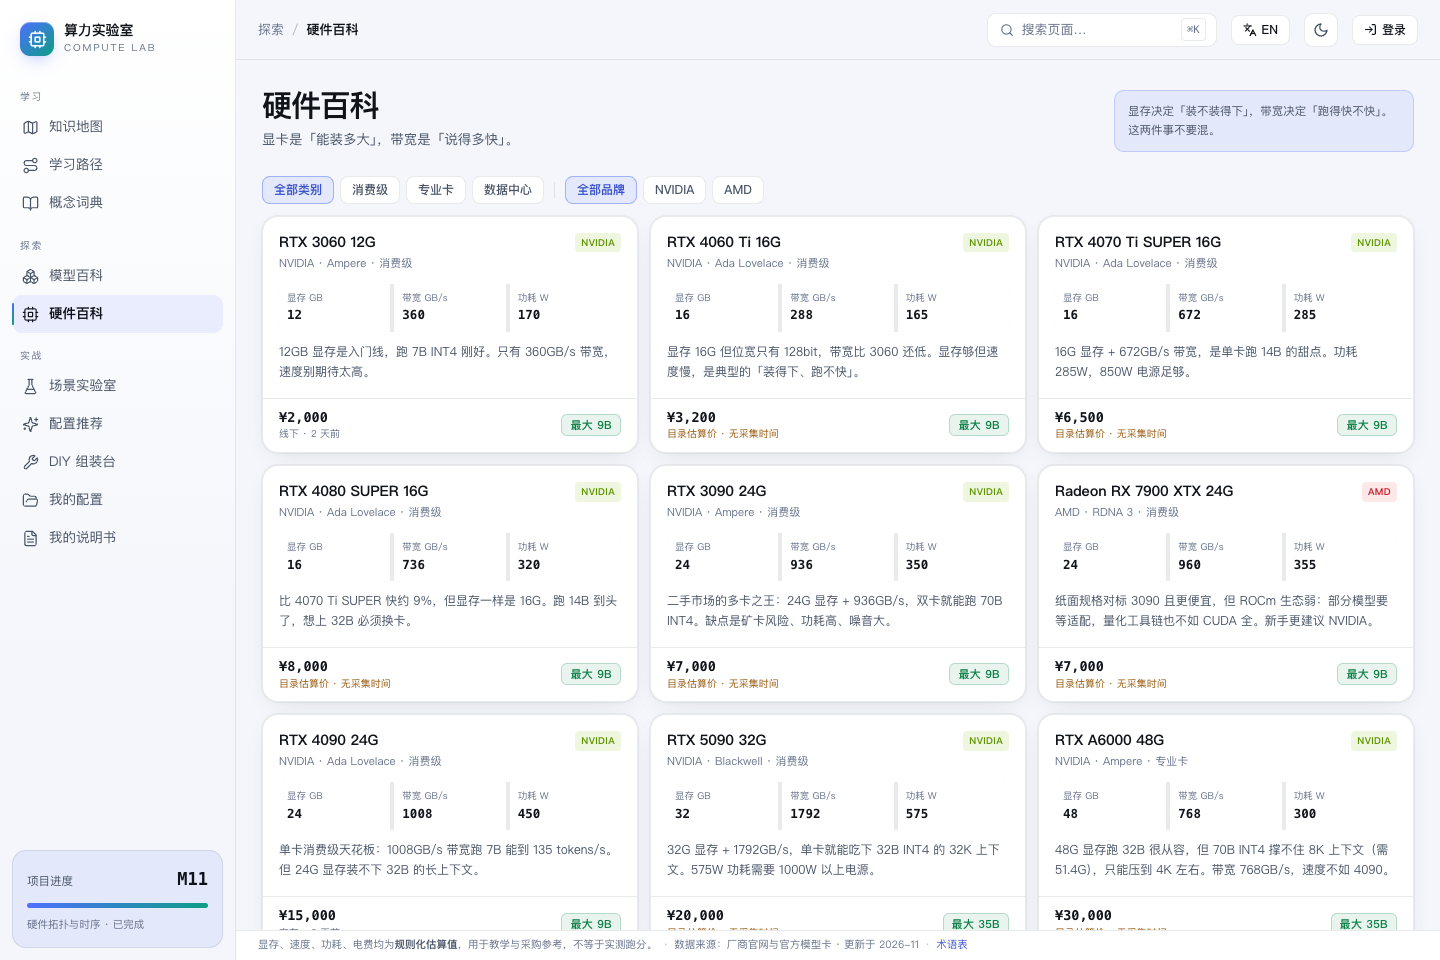 算力实验室
COMPUTE LAB
学习
知识地图
学习路径
概念词典
探索
模型百科
硬件百科
实战
场景实验室
配置推荐
DIY 组装台
我的配置
我的说明书
项目进度 M11
硬件拓扑与时序 · 已完成
探索 / 硬件百科
搜索页面... ⌘K
EN
登录
硬件百科
显卡是「能装多大」，带宽是「说得多快」。
显存决定「装不装得下」，带宽决定「跑得快不快」。
这两件事不要混。
全部类别 消费级 专业卡 数据中心 全部品牌 NVIDIA AMD
RTX 3060 12G NVIDIA
NVIDIA · Ampere · 消费级
显存 GB 带宽 GB/s 功耗 W
12 360 170
12GB 显存是入门线，跑 7B INT4 刚好。只有 360GB/s 带宽，
速度别期待太高。
¥2,000
线下 · 2 天前
最大 9B
RTX 4060 Ti 16G NVIDIA
NVIDIA · Ada Lovelace · 消费级
显存 GB 带宽 GB/s 功耗 W
16 288 165
显存 16G 但位宽只有 128bit，带宽比 3060 还低。显存够但速
度慢，是典型的「装得下、跑不快」。
¥3,200
目录估算价 · 无采集时间
最大 9B
RTX 4070 Ti SUPER 16G NVIDIA
NVIDIA · Ada Lovelace · 消费级
显存 GB 带宽 GB/s 功耗 W
16 672 285
16G 显存 + 672GB/s 带宽，是单卡跑 14B 的甜点。功耗
285W，850W 电源足够。
¥6,500
目录估算价 · 无采集时间
最大 9B
RTX 4080 SUPER 16G NVIDIA
NVIDIA · Ada Lovelace · 消费级
显存 GB 带宽 GB/s 功耗 W
16 736 320
比 4070 Ti SUPER 快约 9%，但显存一样是 16G。跑 14B 到头
了，想上 32B 必须换卡。
¥8,000
目录估算价 · 无采集时间
最大 9B
RTX 3090 24G NVIDIA
NVIDIA · Ampere · 消费级
显存 GB 带宽 GB/s 功耗 W
24 936 350
二手市场的多卡之王：24G 显存 + 936GB/s，双卡就能跑 70B
INT4。缺点是矿卡风险、功耗高、噪音大。
¥7,000
目录估算价 · 无采集时间
最大 9B
Radeon RX 7900 XTX 24G AMD
AMD · RDNA 3 · 消费级
显存 GB 带宽 GB/s 功耗 W
24 960 355
纸面规格对标 3090 且更便宜，但 ROCm 生态弱：部分模型要
等适配，量化工具链也不如 CUDA 全。新手更建议 NVIDIA。
¥7,000
目录估算价 · 无采集时间
最大 9B
RTX 4090 24G NVIDIA
NVIDIA · Ada Lovelace · 消费级
显存 GB 带宽 GB/s 功耗 W
24 1008 450
单卡消费级天花板：1008GB/s 带宽跑 7B 能到 135 tokens/s。
但 24G 显存装不下 32B 的长上下文。
¥15,000
最大 9B
RTX 5090 32G NVIDIA
NVIDIA · Blackwell · 消费级
显存 GB 带宽 GB/s 功耗 W
32 1792 575
32G 显存 + 1792GB/s，单卡就能吃下 32B INT4 的 32K 上下
文。575W 功耗需要 1000W 以上电源。
¥20,000
最大 35B
RTX A6000 48G NVIDIA
NVIDIA · Ampere · 专业卡
显存 GB 带宽 GB/s 功耗 W
48 768 300
48G 显存跑 32B 很从容，但 70B INT4 撑不住 8K 上下文（需
51.4G），只能压到 4K 左右。带宽 768GB/s，速度不如 4090。
¥30,000
最大 35B
显存、速度、功耗、电费均为规则化估算值，用于教学与采购参考，不等于实测跑分。 · 数据来源：厂商官网与官方模型卡 · 更新于 2026-11 · 术语表